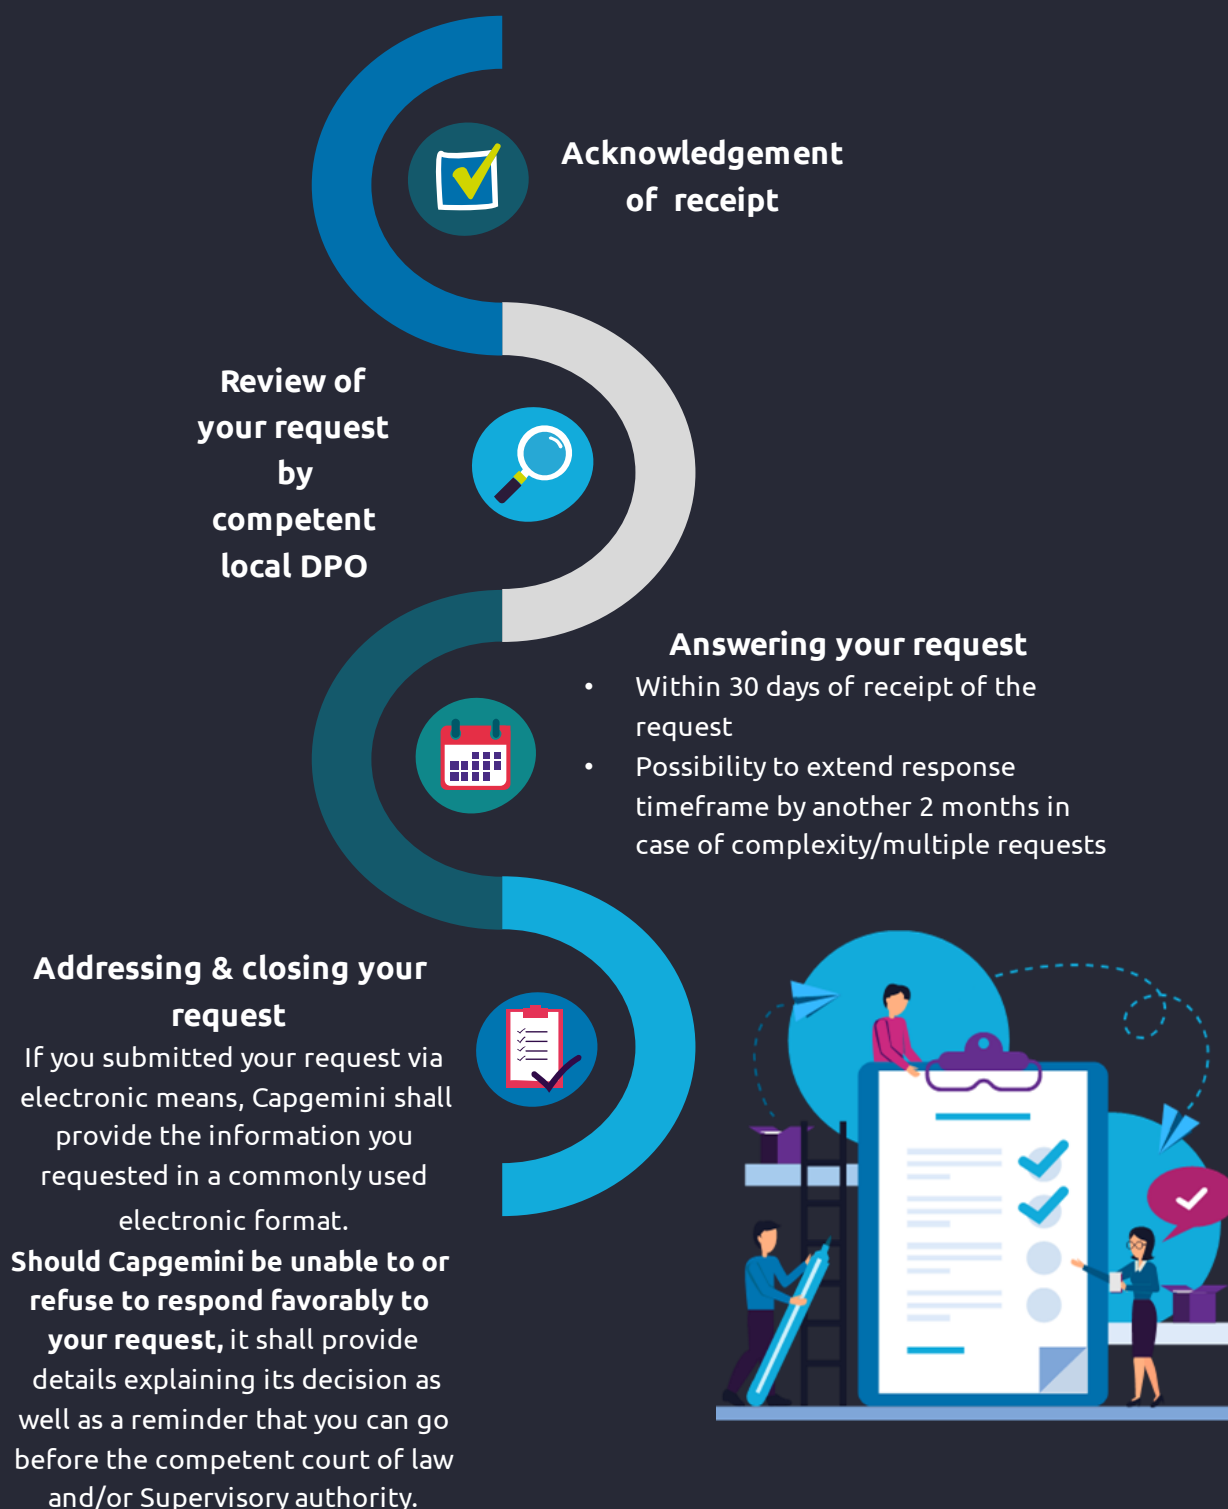 Acknowledgement
of receipt
Review of
your request
by
competent
local DPO
Answering your request
• Within 30 days of receipt of the
request
• Possibility to extend response
timeframe by another 2 months in
case of complexity/multiple requests
Addressing & closing your
request
If you submitted your request via
electronic means, Capgemini shall
provide the information you
requested in a commonly used
electronic format.
Should Capgemini be unable to or
refuse to respond favorably to
your request, it shall provide
details explaining its decision as
well as a reminder that you can go
before the competent court of law
and/or Supervisory authority.